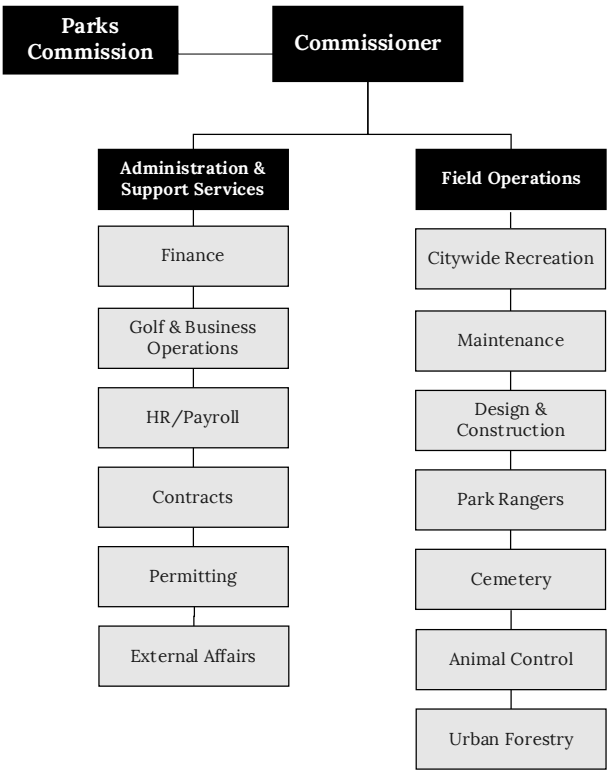 Parks
Commission
Commissioner
Administration &
Support Services
Finance
Golf & Business
Operations
HR/Payroll
Contracts
Permitting
External Affairs
Field Operations
Citywide Recreation
Maintenance
Design &
Construction
Park Rangers
Cemetery
Animal Control
Urban Forestry